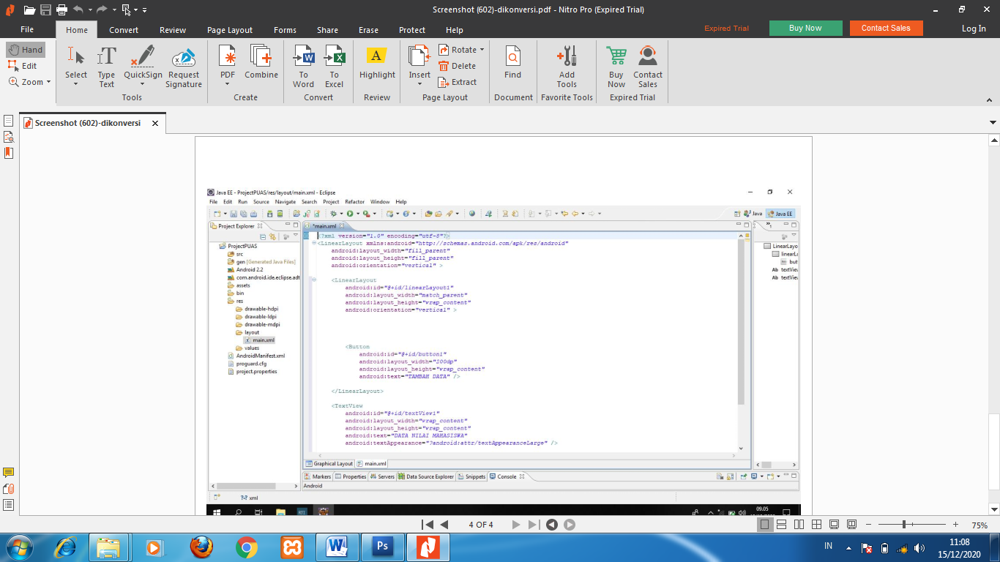 Screenshot (602)-dikonversi.pdf - Nitro Pro (Expired Trial)
File Home Convert Review Page Layout Forms Share Erase Protect Help Expired Trial Buy Now Contact Sales Log In
Hand
Edit
Zoom
Select
Type Text
QuickSign
Request Signature
Tools
PDF
Combine
Create
To Word
To Excel
Convert
Highlight
Review
Insert
Rotate
Delete
Extract
Page Layout
Find
Document
Add Tools
Favorite Tools
Buy Now
Contact Sales
Expired Trial
Screenshot (602)-dikonversi
Java EE - ProjectPUAS/res/layout/main.xml - Eclipse
File Edit Run Source Navigate Search Project Refactor Window Help
Java Java EE
Project Explorer
ProjectPUAS
src
gen [Generated Java Files]
Android 2.2
com.android.ide.eclipse.adt
assets
bin
res
drawable-hdpi
drawable-ldpi
drawable-mdpi
layout
main.xml
values
AndroidManifest.xml
proguard.cfg
project.properties
*main.xml
<?xml version="1.0" encoding="utf-8"?>
<LinearLayout xmlns:android="http://schemas.android.com/apk/res/android"
android:layout_width="fill_parent"
android:layout_height="fill_parent"
android:orientation="vertical" >
<LinearLayout
android:id="@+id/linearLayout1"
android:layout_width="match_parent"
android:layout_height="wrap_content"
android:orientation="vertical" >
<Button
android:id="@+id/button1"
android:layout_width="200dp"
android:layout_height="wrap_content"
android:text="TAMBAH DATA" />
</LinearLayout>
<TextView
android:id="@+id/textView1"
android:layout_width="wrap_content"
android:layout_height="wrap_content"
android:text="DATA NILAI MAHASISWA"
android:textAppearance="?android:attr/textAppearanceLarge" />
LinearLayo
linearLa
but
Ab textVie
Ab textVie
Graphical Layout main.xml
Markers Properties Servers Data Source Explorer Snippets Console
Android
xml
09.05
4 OF 4
75%
IN
11:08
15/12/2020